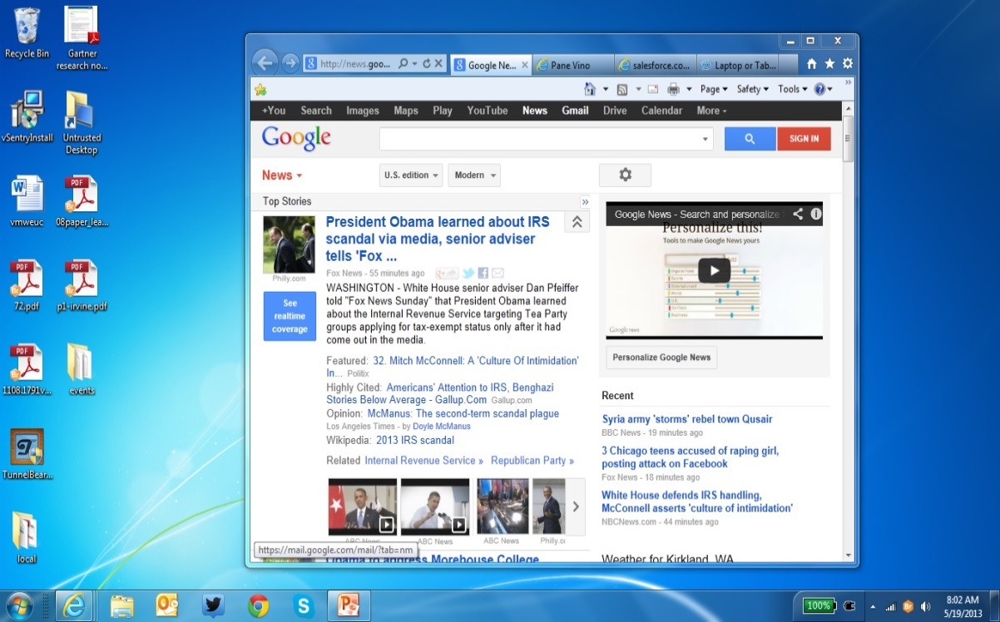 Recycle Bin
Gartner
research no...
vSentryInstall
Untrusted
Desktop
vmweuc
08paper_lea...
72.pdf
p1-irvine.pdf
1108.1791v...
events
TunnelBear...
local
http://news.goo...
Google Ne...
Pane Vino
salesforce.co...
Laptop or Tab...
Page
Safety
Tools
+You Search Images Maps Play YouTube News Gmail Drive Calendar More
Google
SIGN IN
News
U.S. edition
Modern
Top Stories
President Obama learned about IRS
scandal via media, senior adviser
tells 'Fox ...
Philly.com
See
realtime
coverage
Fox News - 55 minutes ago
WASHINGTON - White House senior adviser Dan Pfeiffer
told "Fox News Sunday" that President Obama learned
about the Internal Revenue Service targeting Tea Party
groups applying for tax-exempt status only after it had
come out in the media.
Featured: 32. Mitch McConnell: A 'Culture Of Intimidation'
In... Politix
Highly Cited: Americans' Attention to IRS, Benghazi
Stories Below Average - Gallup.Com Gallup.com
Opinion: McManus: The second-term scandal plague
Los Angeles Times - by Doyle McManus
Wikipedia: 2013 IRS scandal
Related Internal Revenue Service » Republican Party »
ABC News
ABC News
ABC News
Philly.c
https://mail.google.com/mail/?tab=nm
Obama to address Morehouse College
Google News - Search and personalize
Personalize this!
Tools to make Google News yours
Google news
Personalize Google News
Recent
Syria army 'storms' rebel town Qusair
BBC News - 19 minutes ago
3 Chicago teens accused of raping girl,
posting attack on Facebook
Fox News - 18 minutes ago
White House defends IRS handling,
McConnell asserts 'culture of intimidation'
NBCNews.com - 44 minutes ago
Weather for Kirkland, WA
100%
8:02 AM
5/19/2013